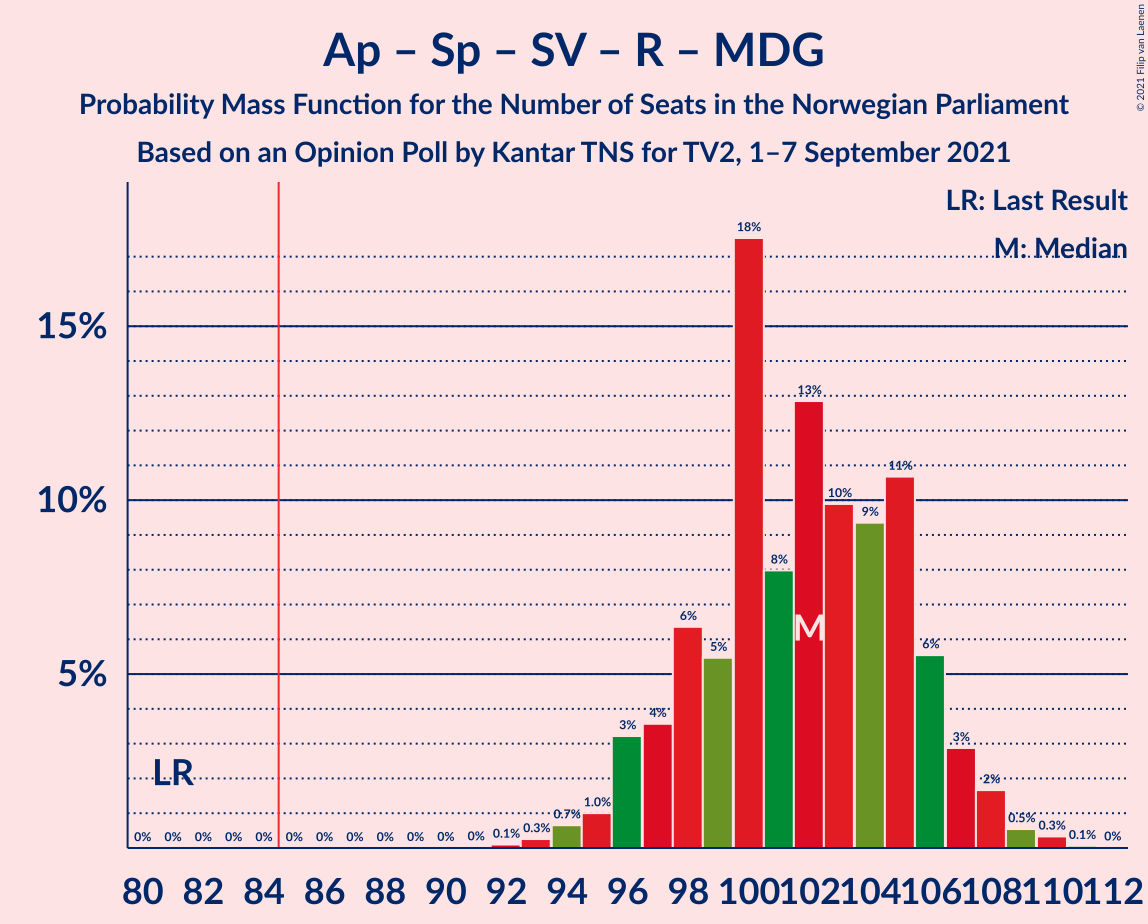 Ap – Sp – SV – R – MDG
Probability Mass Function for the Number of Seats in the Norwegian Parliament
Based on an Opinion Poll by Kantar TNS for TV2, 1–7 September 2021
© 2021 Filip van Laenen
LR: Last Result
M: Median
15%
10%
5%
LR
M
0% 0% 0% 0% 0% 0% 0% 0% 0% 0% 0% 0% 0.1% 0.3% 0.7% 1.0% 3% 4% 6% 5% 18% 8% 13% 10% 9% 11% 6% 3% 2% 0.5% 0.3% 0.1% 0%
80 82 84 86 88 90 92 94 96 98 100 102 104 106 108 110 112